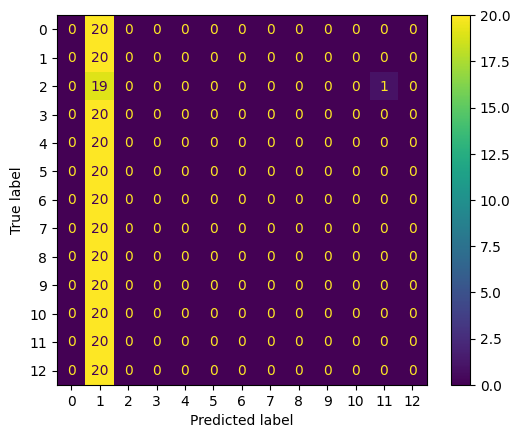 0 0 20 0 0 0 0 0 0 0 0 0 0 0 20.0
1 0 20 0 0 0 0 0 0 0 0 0 0 0 17.5
2 0 19 0 0 0 0 0 0 0 0 0 1 0
3 0 20 0 0 0 0 0 0 0 0 0 0 0 15.0
4 0 20 0 0 0 0 0 0 0 0 0 0 0
5 0 20 0 0 0 0 0 0 0 0 0 0 0 12.5
6 0 20 0 0 0 0 0 0 0 0 0 0 0 10.0
7 0 20 0 0 0 0 0 0 0 0 0 0 0
8 0 20 0 0 0 0 0 0 0 0 0 0 0 7.5
9 0 20 0 0 0 0 0 0 0 0 0 0 0
10 0 20 0 0 0 0 0 0 0 0 0 0 0 5.0
11 0 20 0 0 0 0 0 0 0 0 0 0 0 2.5
12 0 20 0 0 0 0 0 0 0 0 0 0 0 0.0
0 1 2 3 4 5 6 7 8 9 10 11 12
Predicted label
True label